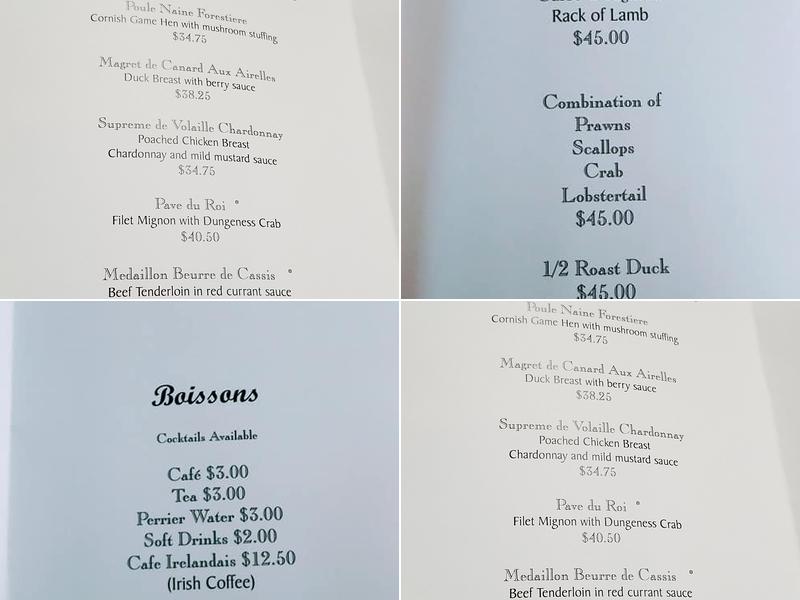 Poule Naine Forestiere
Cornish Game Hen with mushroom stuffing
$34.75
Magret de Canard Aux Airelles
Duck Breast with berry sauce
$38.25
Supreme de Volaille Chardonnay
Poached Chicken Breast
Chardonnay and mild mustard sauce
$34.75
Pave du Roi °
Filet Mignon with Dungeness Crab
$40.50
Medaillon Beurre de Cassis °
Beef Tenderloin in red currant sauce
Rack of Lamb
$45.00
Combination of
Prawns
Scallops
Crab
Lobstertail
$45.00
1/2 Roast Duck
$45.00
Boissons
Cocktails Available
Café $3.00
Tea $3.00
Perrier Water $3.00
Soft Drinks $2.00
Cafe Irelandais $12.50
(Irish Coffee)
Poule Naine Forestiere
Cornish Game Hen with mushroom stuffing
$34.75
Magret de Canard Aux Airelles
Duck Breast with berry sauce
$38.25
Supreme de Volaille Chardonnay
Poached Chicken Breast
Chardonnay and mild mustard sauce
$34.75
Pave du Roi °
Filet Mignon with Dungeness Crab
$40.50
Medaillon Beurre de Cassis °
Beef Tenderloin in red currant sauce